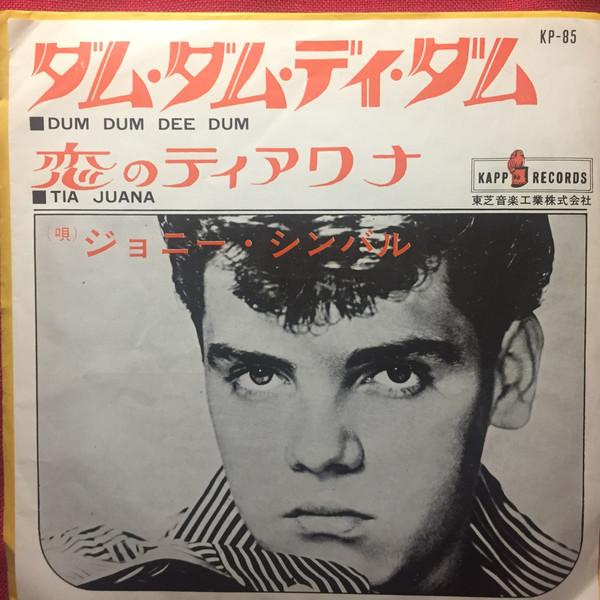 KP-85
ダム・ダム・ディ・ダム
■DUM DUM DEE DUM
恋のティアワナ
■TIA JUANA
KAPP RECORDS
東芝音楽工業株式会社
(唄) ジョニー・シンバル